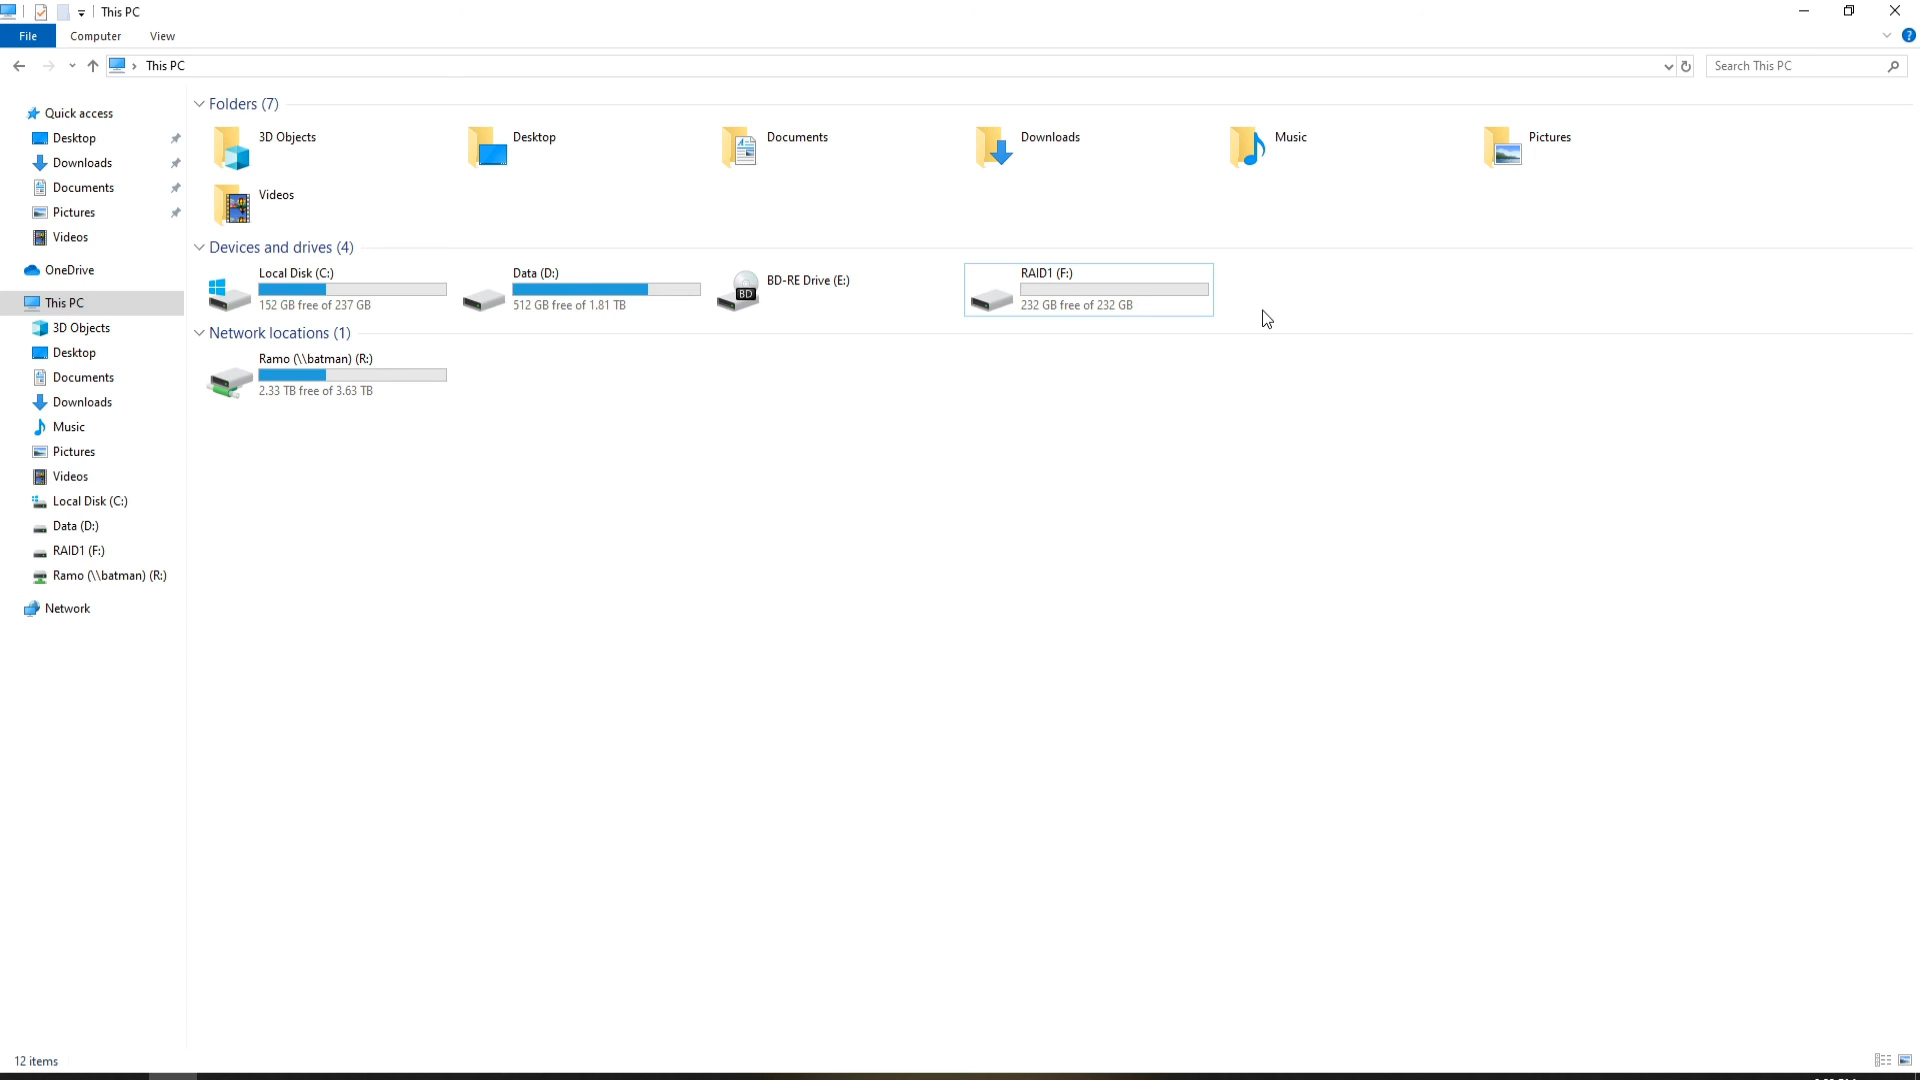 This PC
File Computer View
This PC
Search This PC
Quick access
Desktop
Downloads
Documents
Pictures
Videos
OneDrive
This PC
3D Objects
Desktop
Documents
Downloads
Music
Pictures
Videos
Local Disk (C:)
Data (D:)
RAID1 (F:)
Ramo (\\batman) (R:)
Network
Folders (7)
3D Objects
Desktop
Documents
Downloads
Music
Pictures
Videos
Devices and drives (4)
Local Disk (C:)
152 GB free of 237 GB
Data (D:)
512 GB free of 1.81 TB
BD
BD-RE Drive (E:)
RAID1 (F:)
232 GB free of 232 GB
Network locations (1)
Ramo (\\batman) (R:)
2.33 TB free of 3.63 TB
12 items